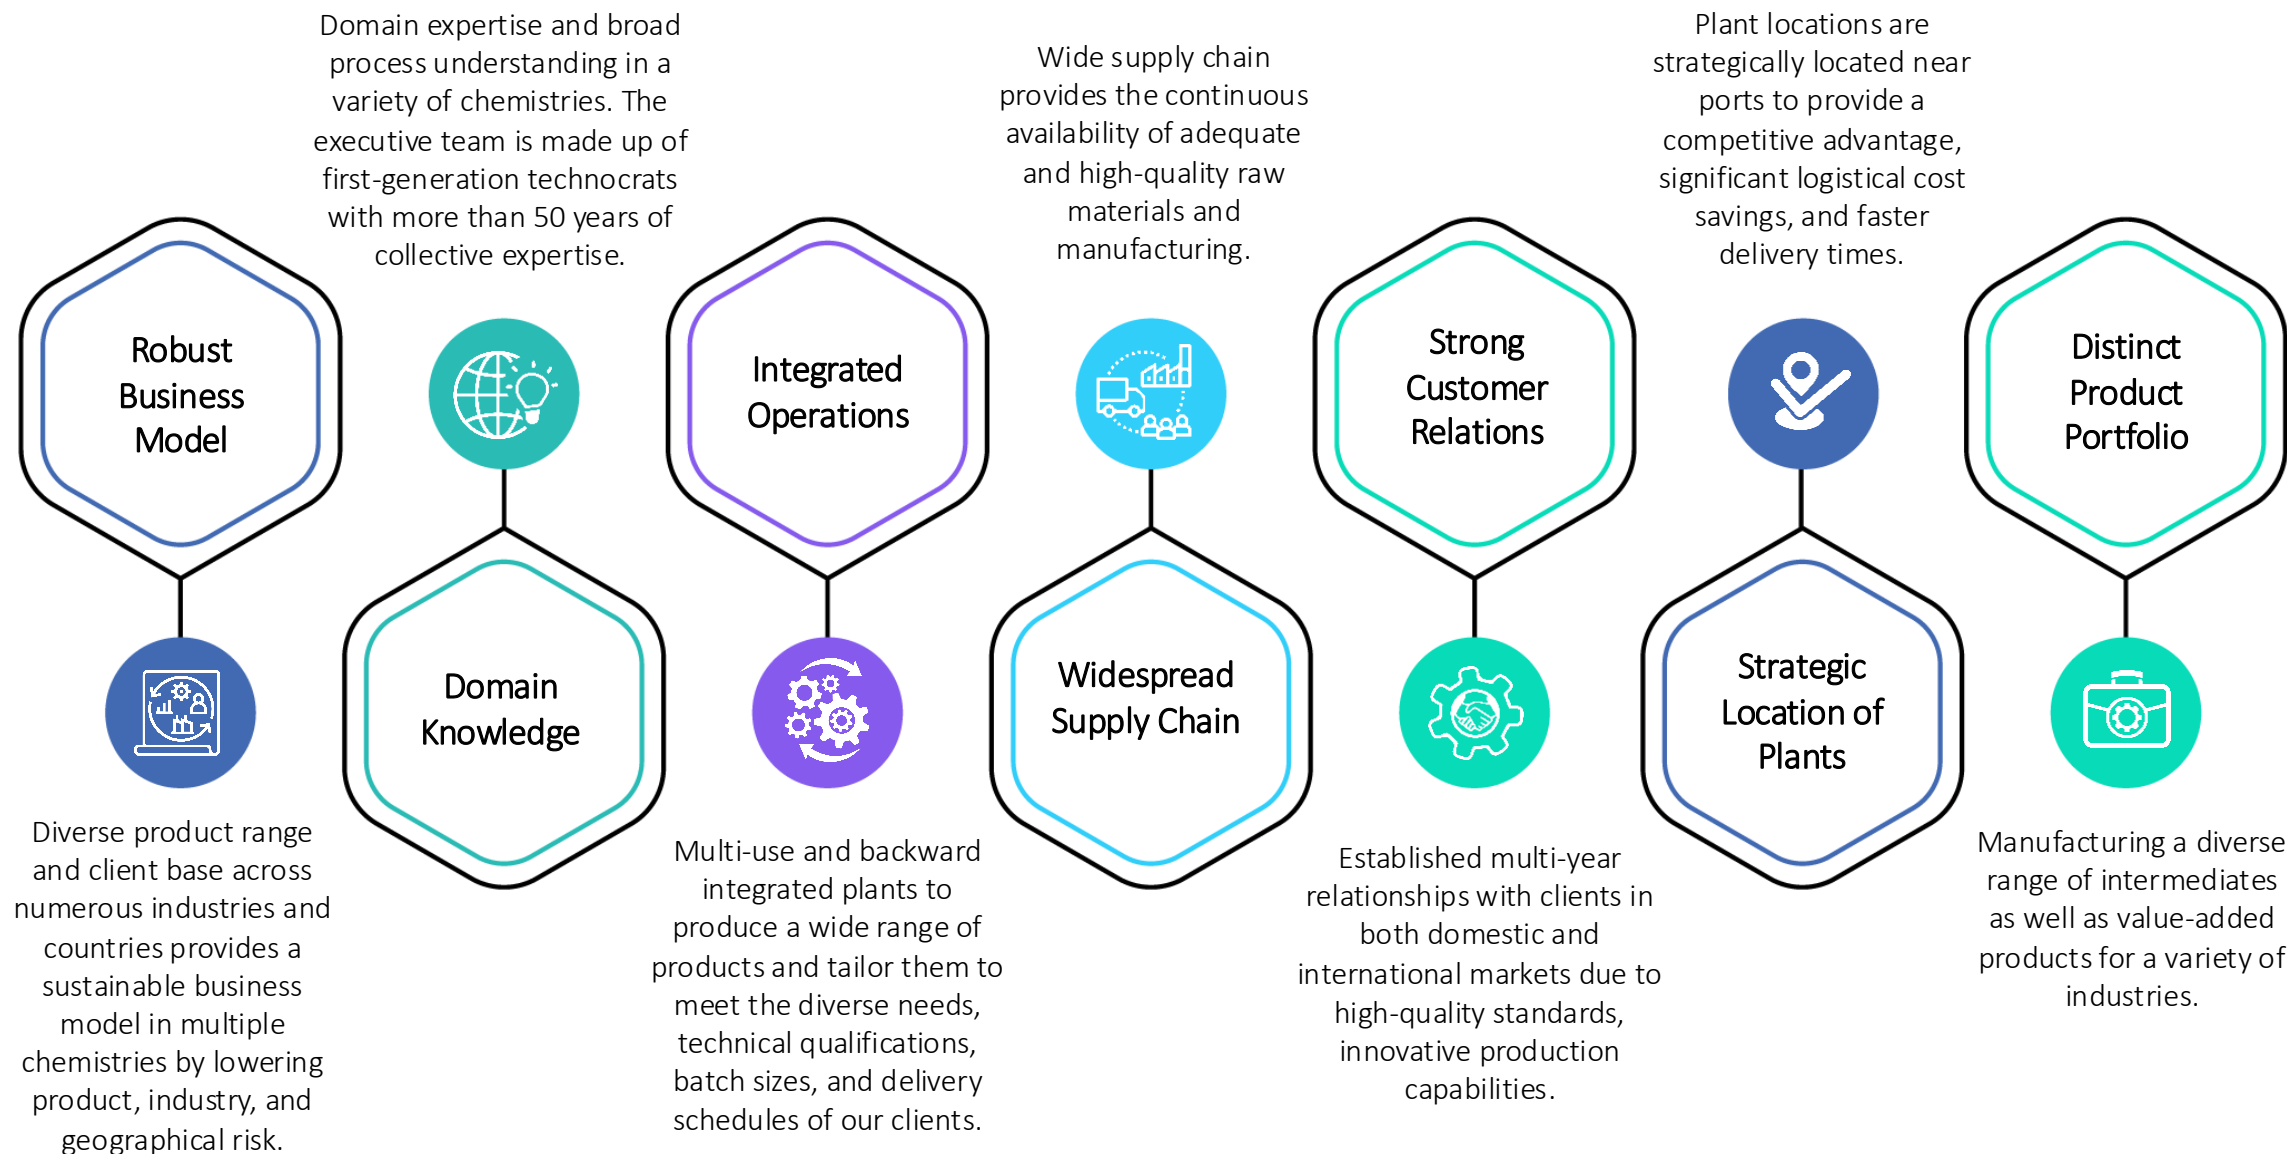 Robust
Business
Model
Diverse product range
and client base across
numerous industries and
countries provides a
sustainable business
model in multiple
chemistries by lowering
product, industry, and
geographical risk.
Domain expertise and broad
process understanding in a
variety of chemistries. The
executive team is made up of
first-generation technocrats
with more than 50 years of
collective expertise.
Domain
Knowledge
Integrated
Operations
Multi-use and backward
integrated plants to
produce a wide range of
products and tailor them to
meet the diverse needs,
technical qualifications,
batch sizes, and delivery
schedules of our clients.
Wide supply chain
provides the continuous
availability of adequate
and high-quality raw
materials and
manufacturing.
Widespread
Supply Chain
Strong
Customer
Relations
Established multi-year
relationships with clients in
both domestic and
international markets due to
high-quality standards,
innovative production
capabilities.
Plant locations are
strategically located near
ports to provide a
competitive advantage,
significant logistical cost
savings, and faster
delivery times.
Strategic
Location of
Plants
Distinct
Product
Portfolio
Manufacturing a diverse
range of intermediates
as well as value-added
products for a variety of
industries.